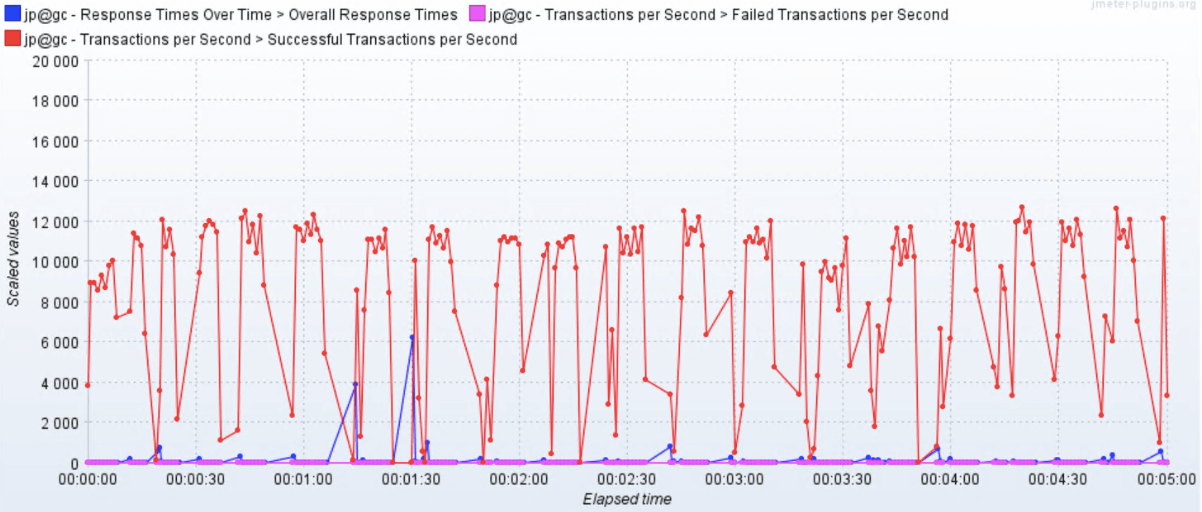 jmeter-plugins.org
jp@gc - Response Times Over Time > Overall Response Times jp@gc - Transactions per Second > Failed Transactions per Second
jp@gc - Transactions per Second > Successful Transactions per Second
20 000
18 000
16 000
14 000
12 000
10 000
8 000
6 000
4 000
2 000
0
Scaled values
00:00:00 00:00:30 00:01:00 00:01:30 00:02:00 00:02:30 00:03:00 00:03:30 00:04:00 00:04:30 00:05:00
Elapsed time